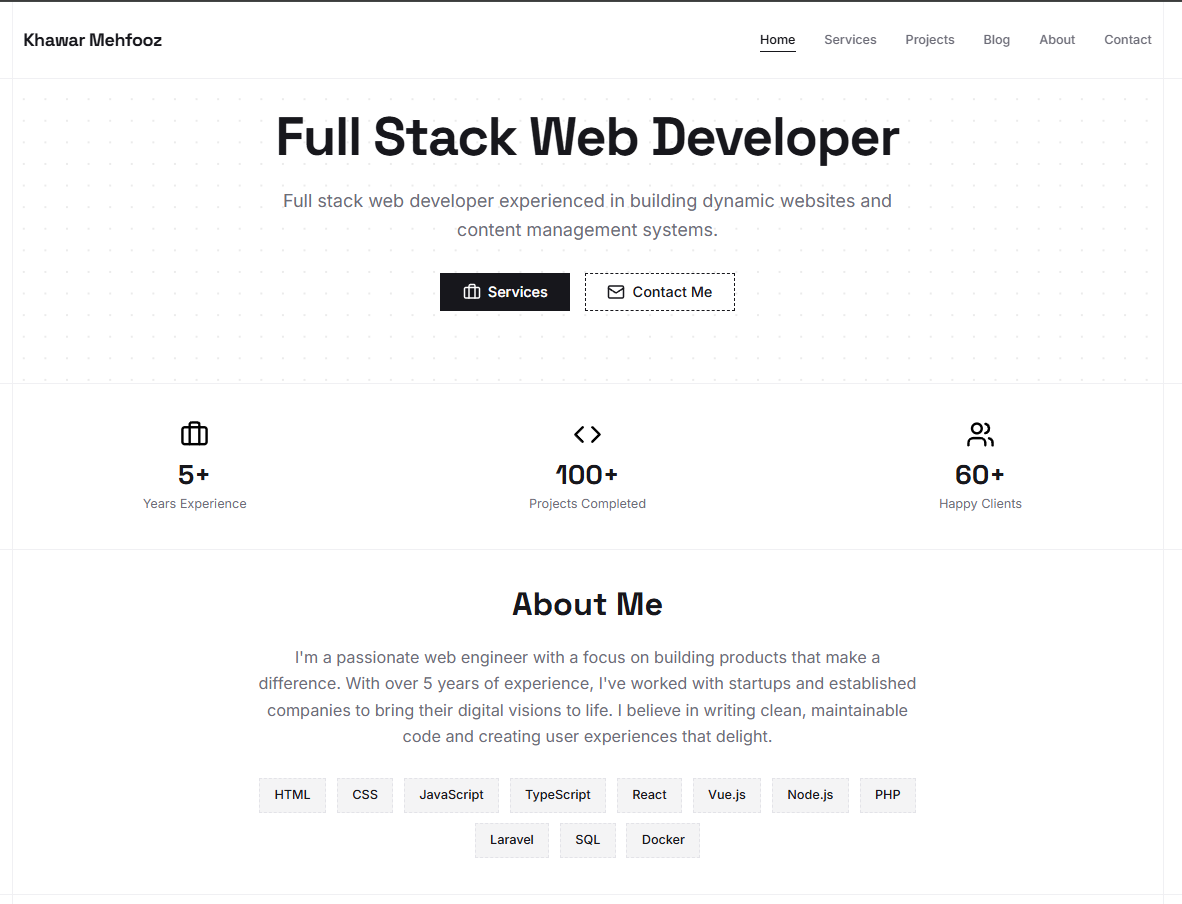 Khawar Mehfooz
Home Services Projects Blog About Contact
Full Stack Web Developer
Full stack web developer experienced in building dynamic websites and
content management systems.
Services Contact Me
5+ 100+ 60+
Years Experience Projects Completed Happy Clients
About Me
I'm a passionate web engineer with a focus on building products that make a
difference. With over 5 years of experience, I've worked with startups and established
companies to bring their digital visions to life. I believe in writing clean, maintainable
code and creating user experiences that delight.
HTML CSS JavaScript TypeScript React Vue.js Node.js PHP
Laravel SQL Docker